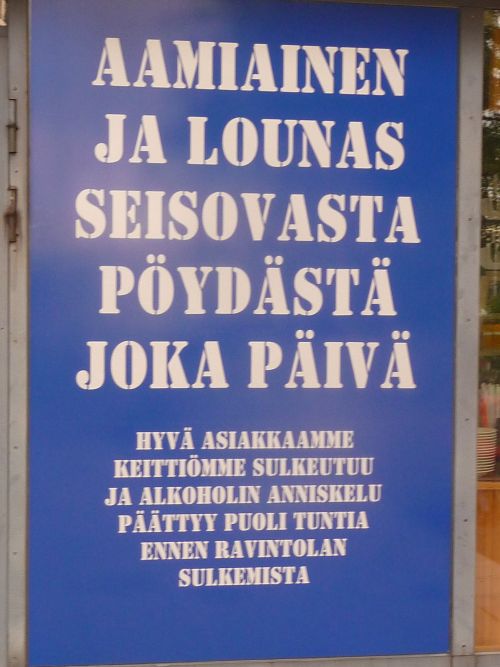 AAMIAINEN
JA LOUNAS
SEISOVASTA
PÖYDÄSTÄ
JOKA PÄIVÄ
HYVÄ ASIAKKAAMME
KEITTIÖMME SULKEUTUU
JA ALKOHOLIN ANNISKELU
PÄÄTTYY PUOLI TUNTIA
ENNEN RAVINTOLAN
SULKEMISTA